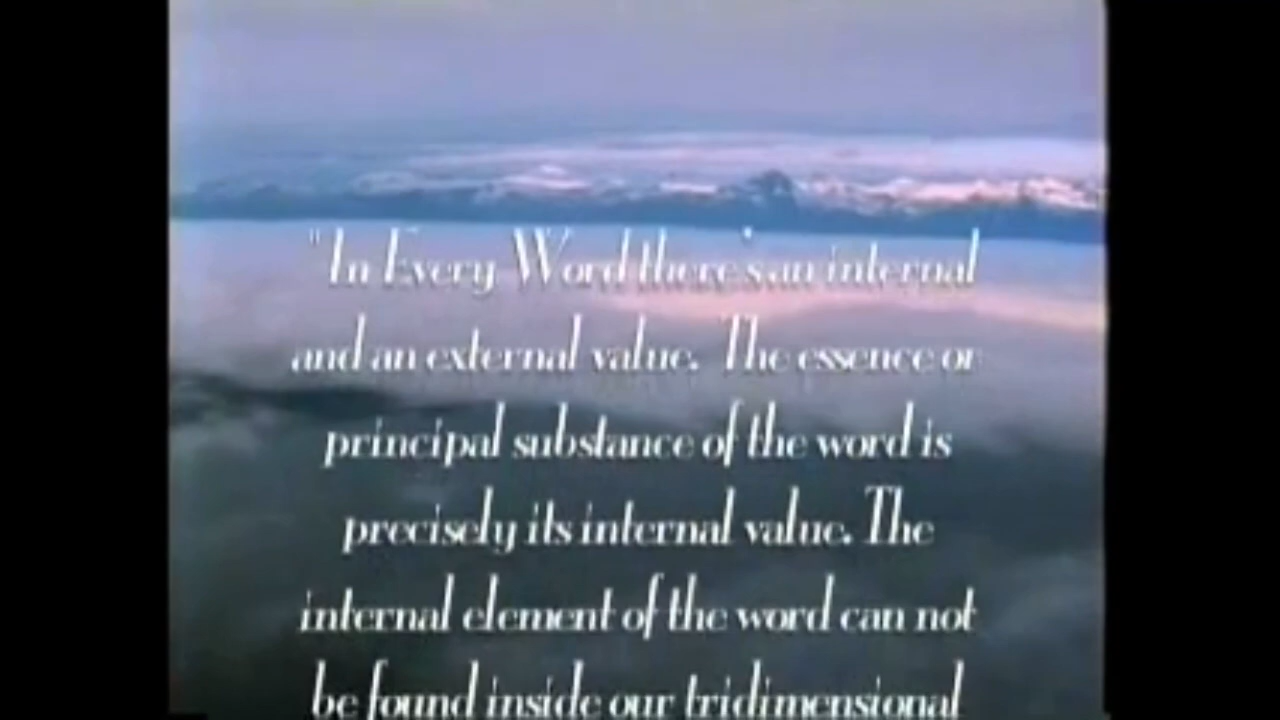 "In Every Word there's an internal
and an external value. The essence or
principal substance of the word is
precisely its internal value. The
internal element of the word can not
be found inside our tridimensional